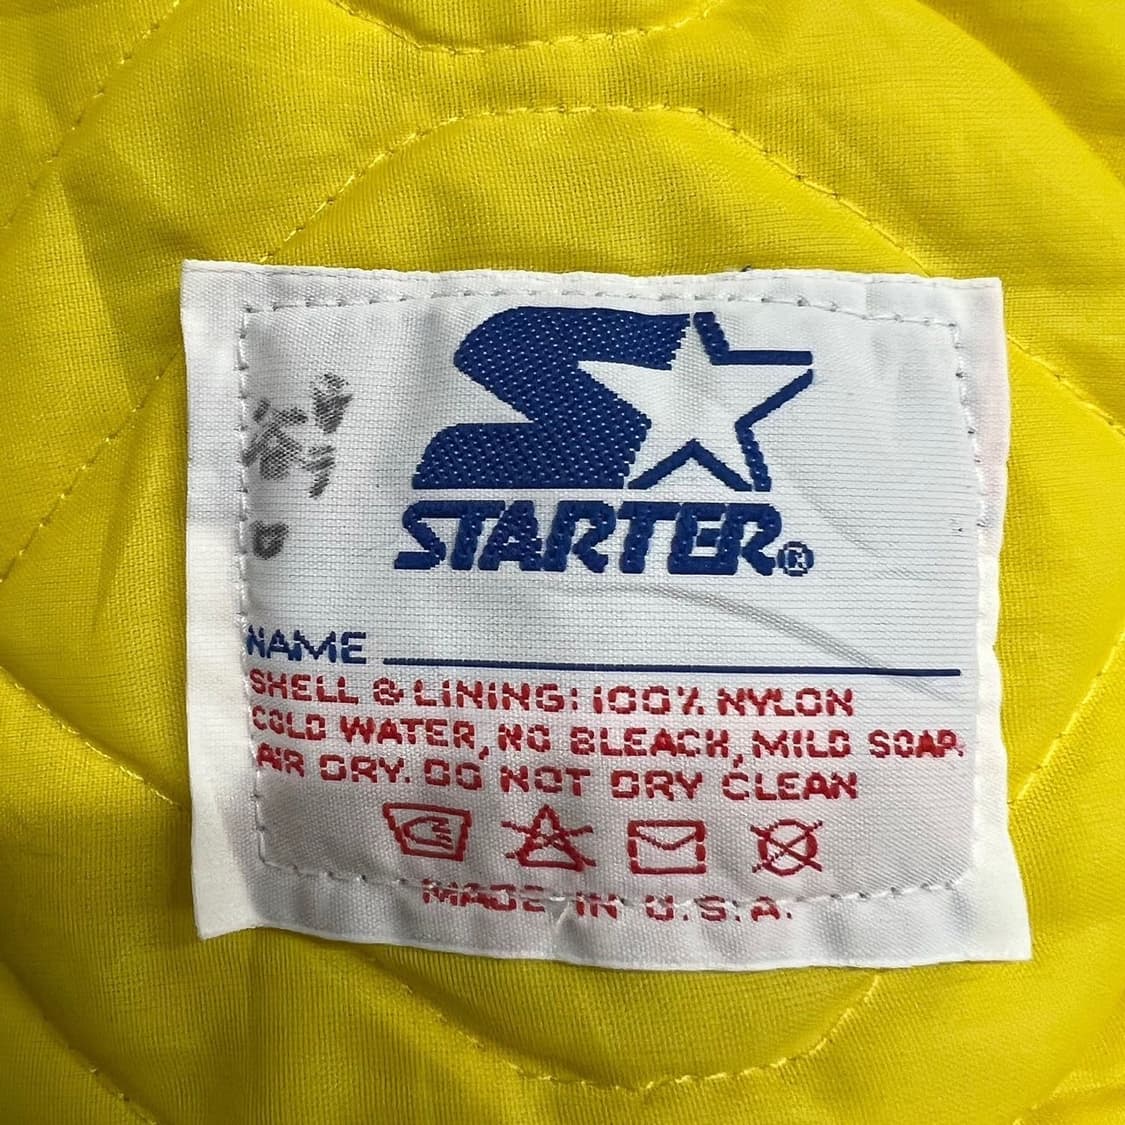 STARTER®
NAME
SHELL & LINING: 100% NYLON
COLD WATER, NO BLEACH, MILD SOAP.
AIR DRY. DO NOT DRY CLEAN
MADE IN U.S.A.